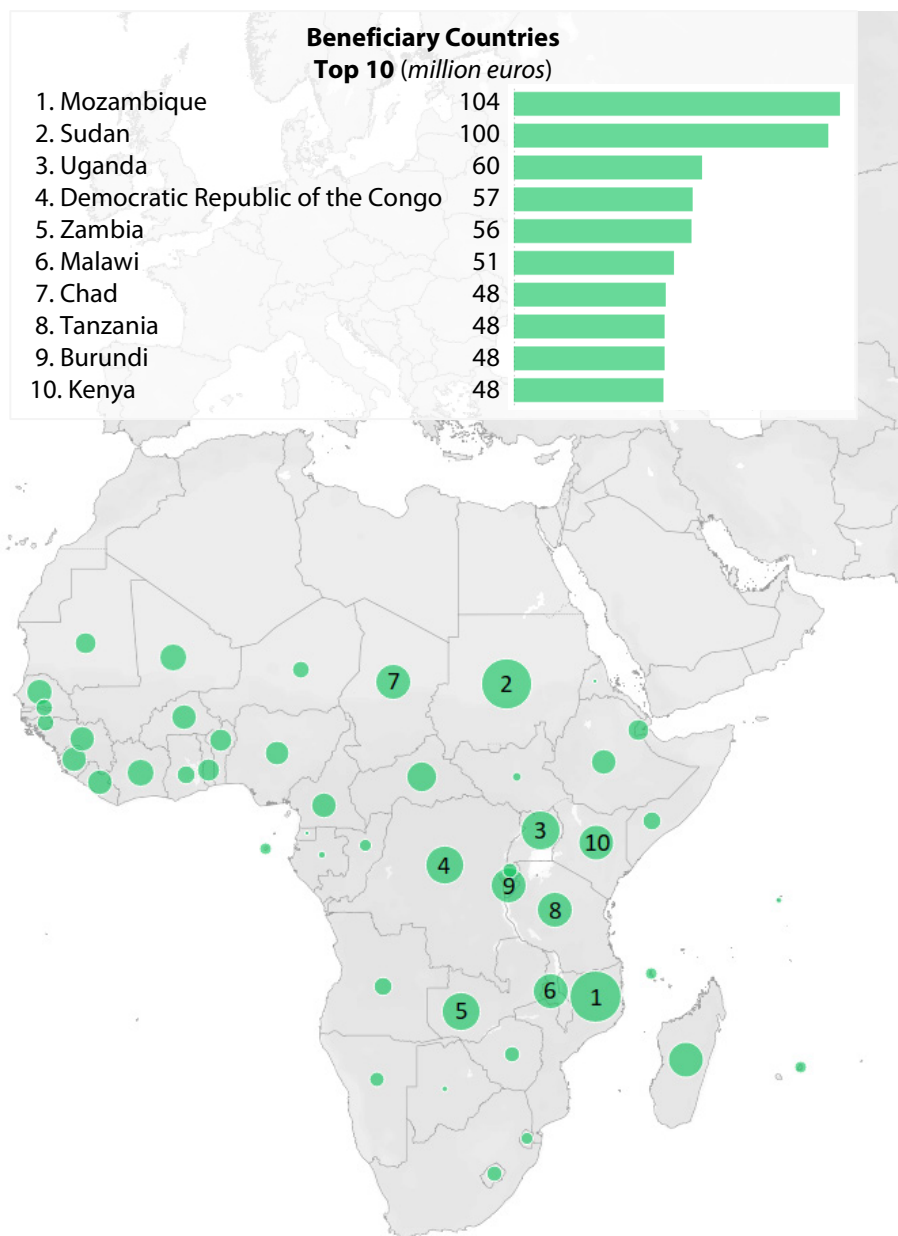 Beneficiary Countries
Top 10 (million euros)
1. Mozambique 104
2. Sudan 100
3. Uganda 60
4. Democratic Republic of the Congo 57
5. Zambia 56
6. Malawi 51
7. Chad 48
8. Tanzania 48
9. Burundi 48
10. Kenya 48
7
2
3
10
4
9
8
6
1
5